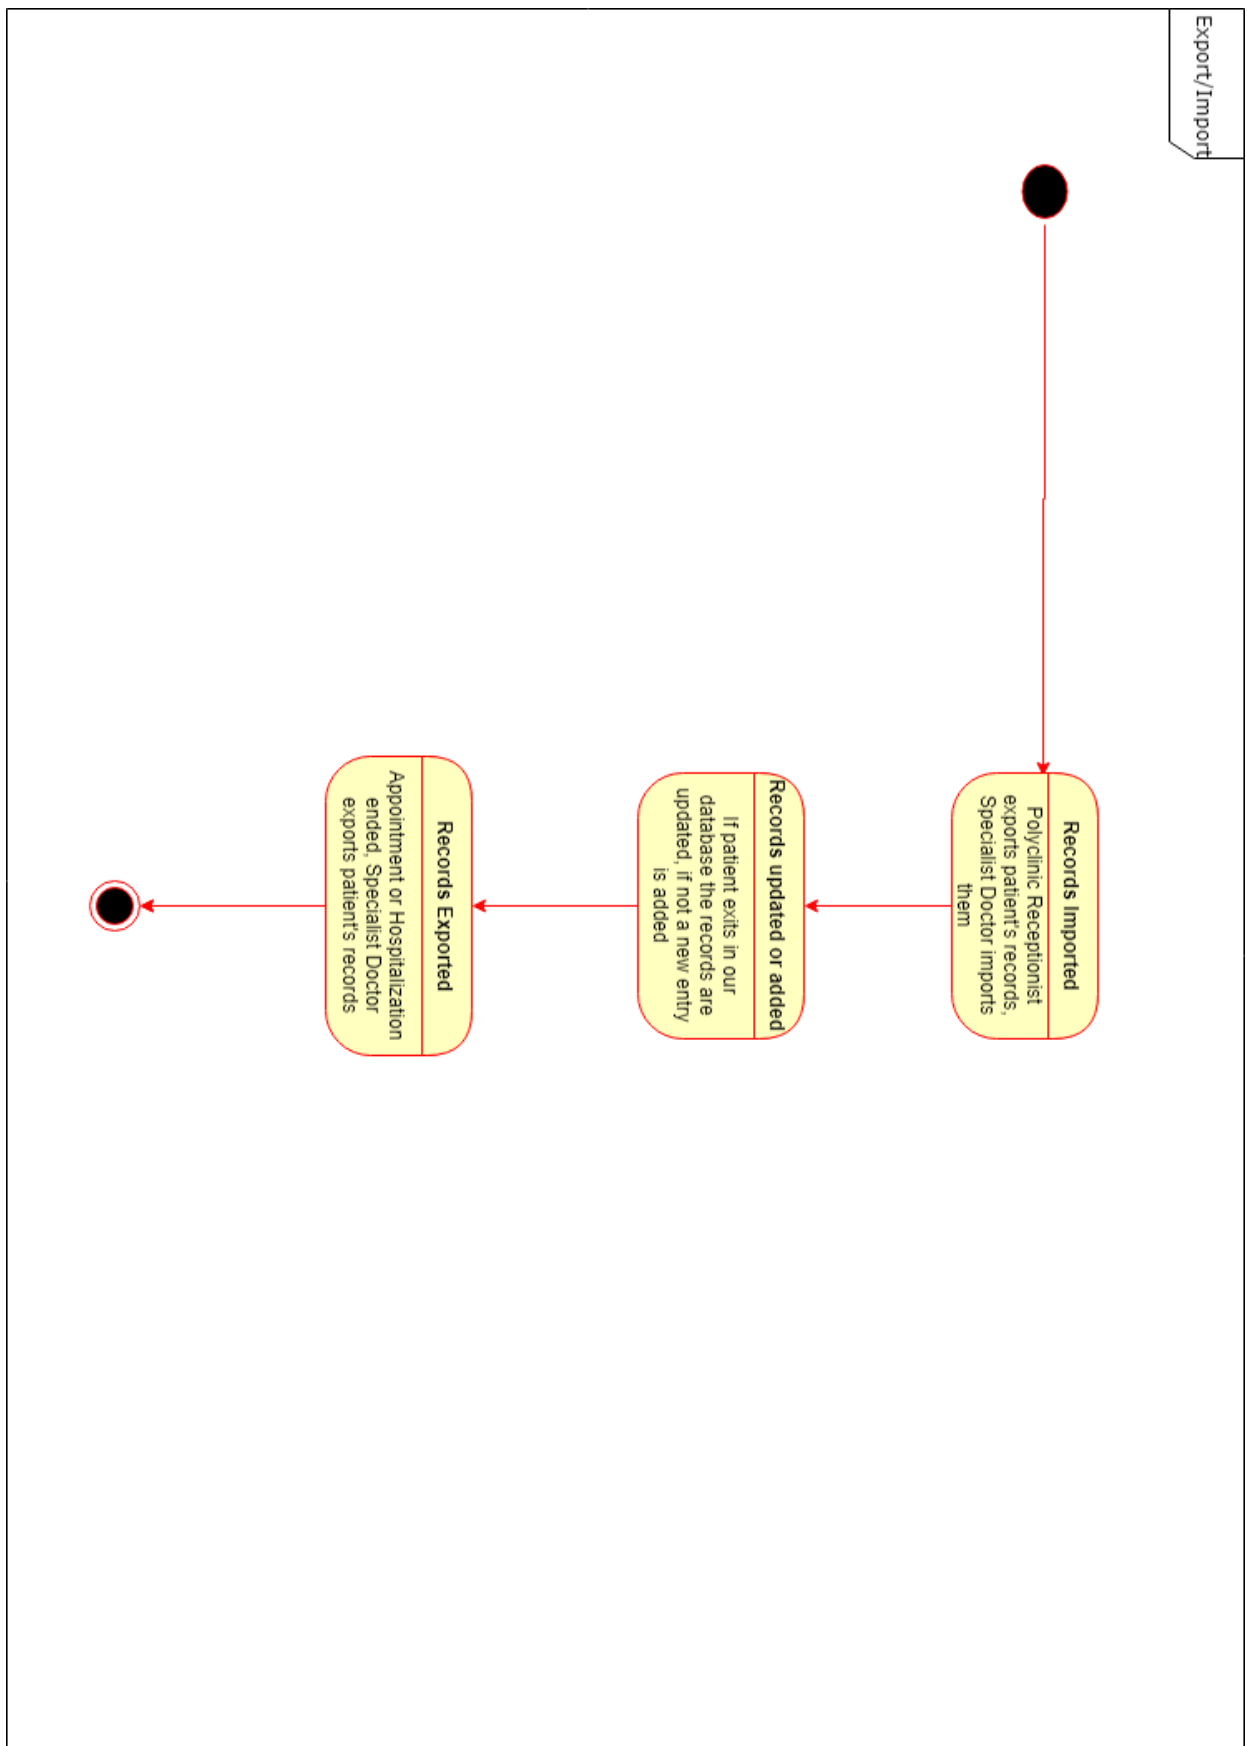 Export/Import
Records Imported
Polyclinic Receptionist
exports patient's records,
Specialist Doctor imports
them
Records updated or added
If patient exits in our
database the records are
updated, if not a new entry
is added
Records Exported
Appointment or Hospitalization
ended, Specialist Doctor
exports patient's records